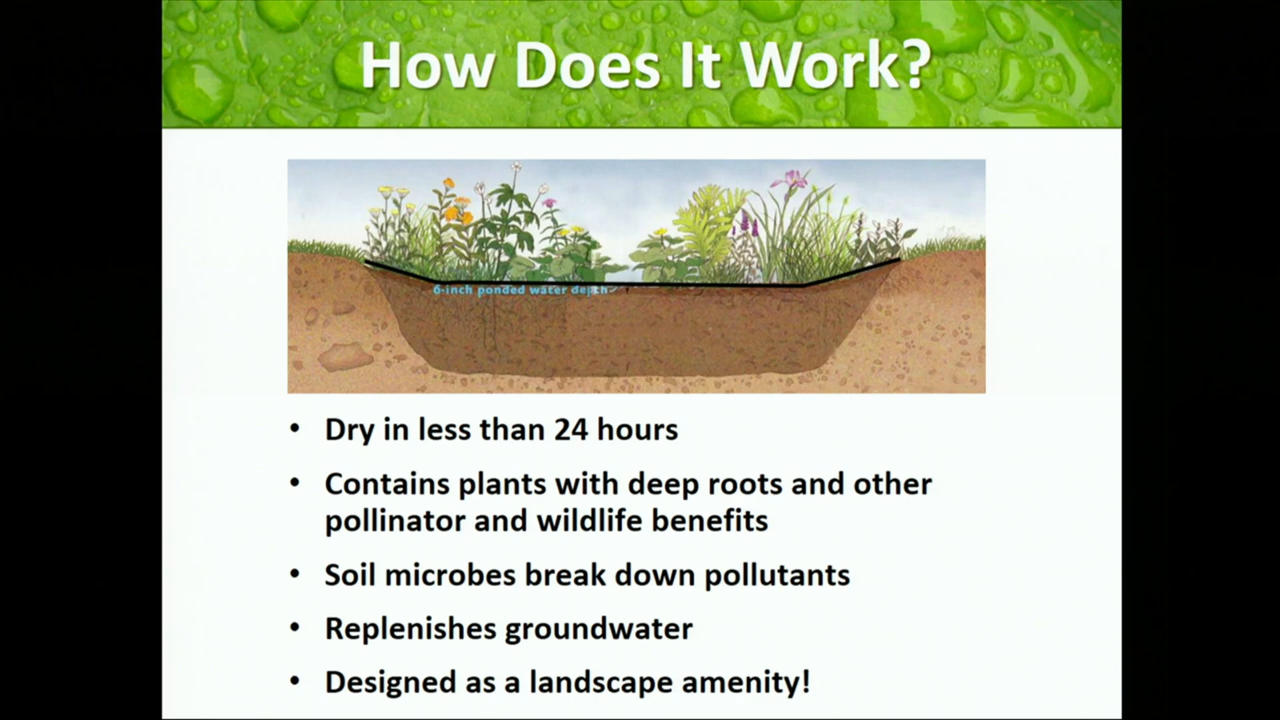 How Does It Work?
6-inch ponded water depth
• Dry in less than 24 hours
• Contains plants with deep roots and other
pollinator and wildlife benefits
• Soil microbes break down pollutants
• Replenishes groundwater
• Designed as a landscape amenity!